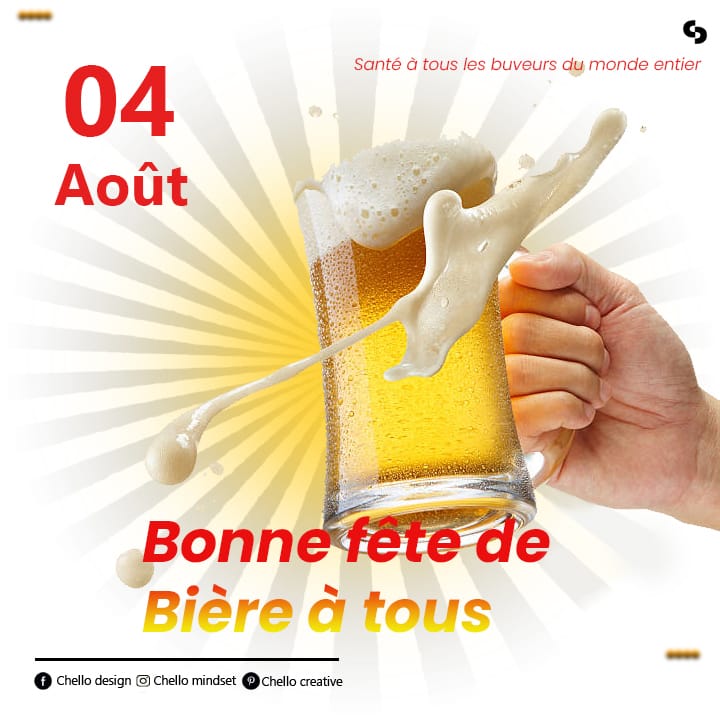 Santé à tous les buveurs du monde entier
04
Août
Bonne fête de
Bière à tous
Chello design Chello mindset Chello creative